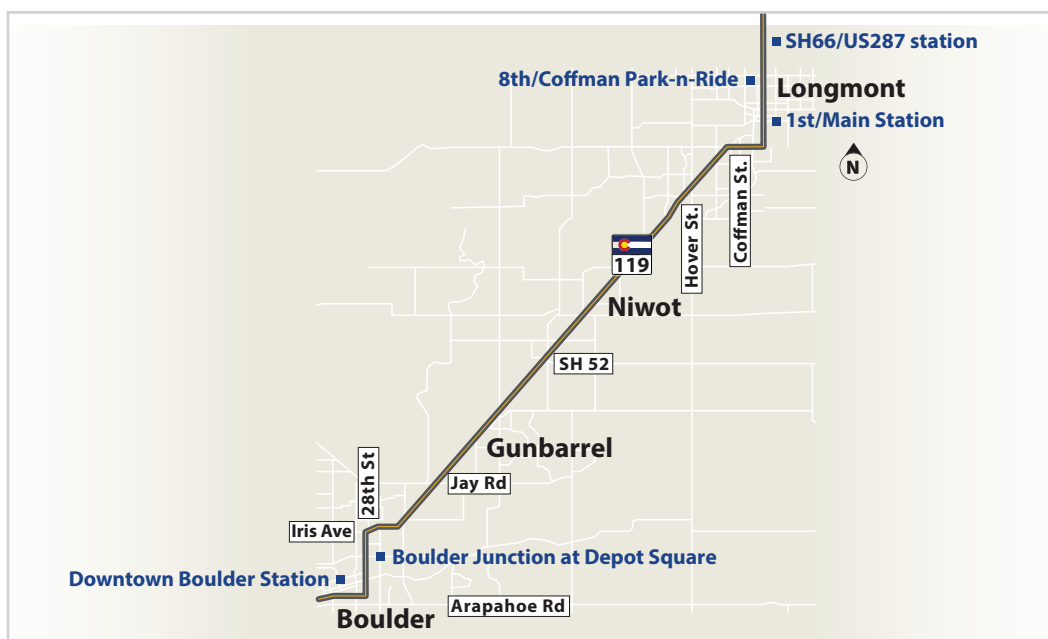 SH66/US287 station
8th/Coffman Park-n-Ride
Longmont
1st/Main Station
N
Coffman St.
Hover St.
119
Niwot
SH 52
Gunbarrel
28th St
Jay Rd
Iris Ave
Boulder Junction at Depot Square
Downtown Boulder Station
Arapahoe Rd
Boulder